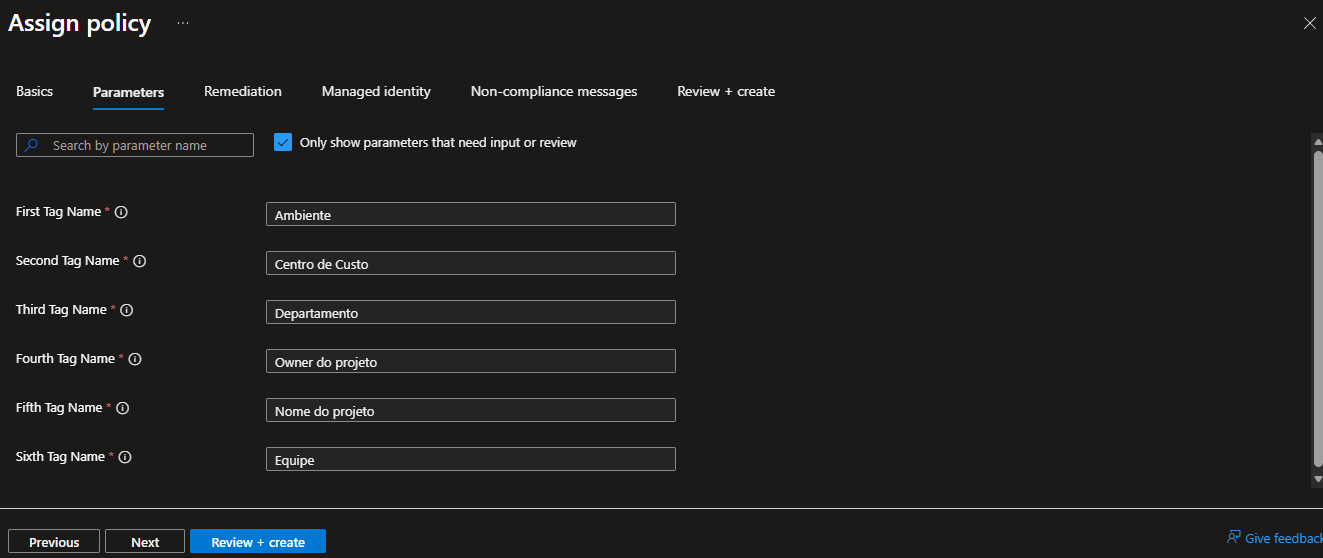 Assign policy ...
Basics Parameters Remediation Managed identity Non-compliance messages Review + create
Search by parameter name Only show parameters that need input or review
First Tag Name * Ambiente
Second Tag Name * Centro de Custo
Third Tag Name * Departamento
Fourth Tag Name * Owner do projeto
Fifth Tag Name * Nome do projeto
Sixth Tag Name * Equipe
Previous Next Review + create Give feedback